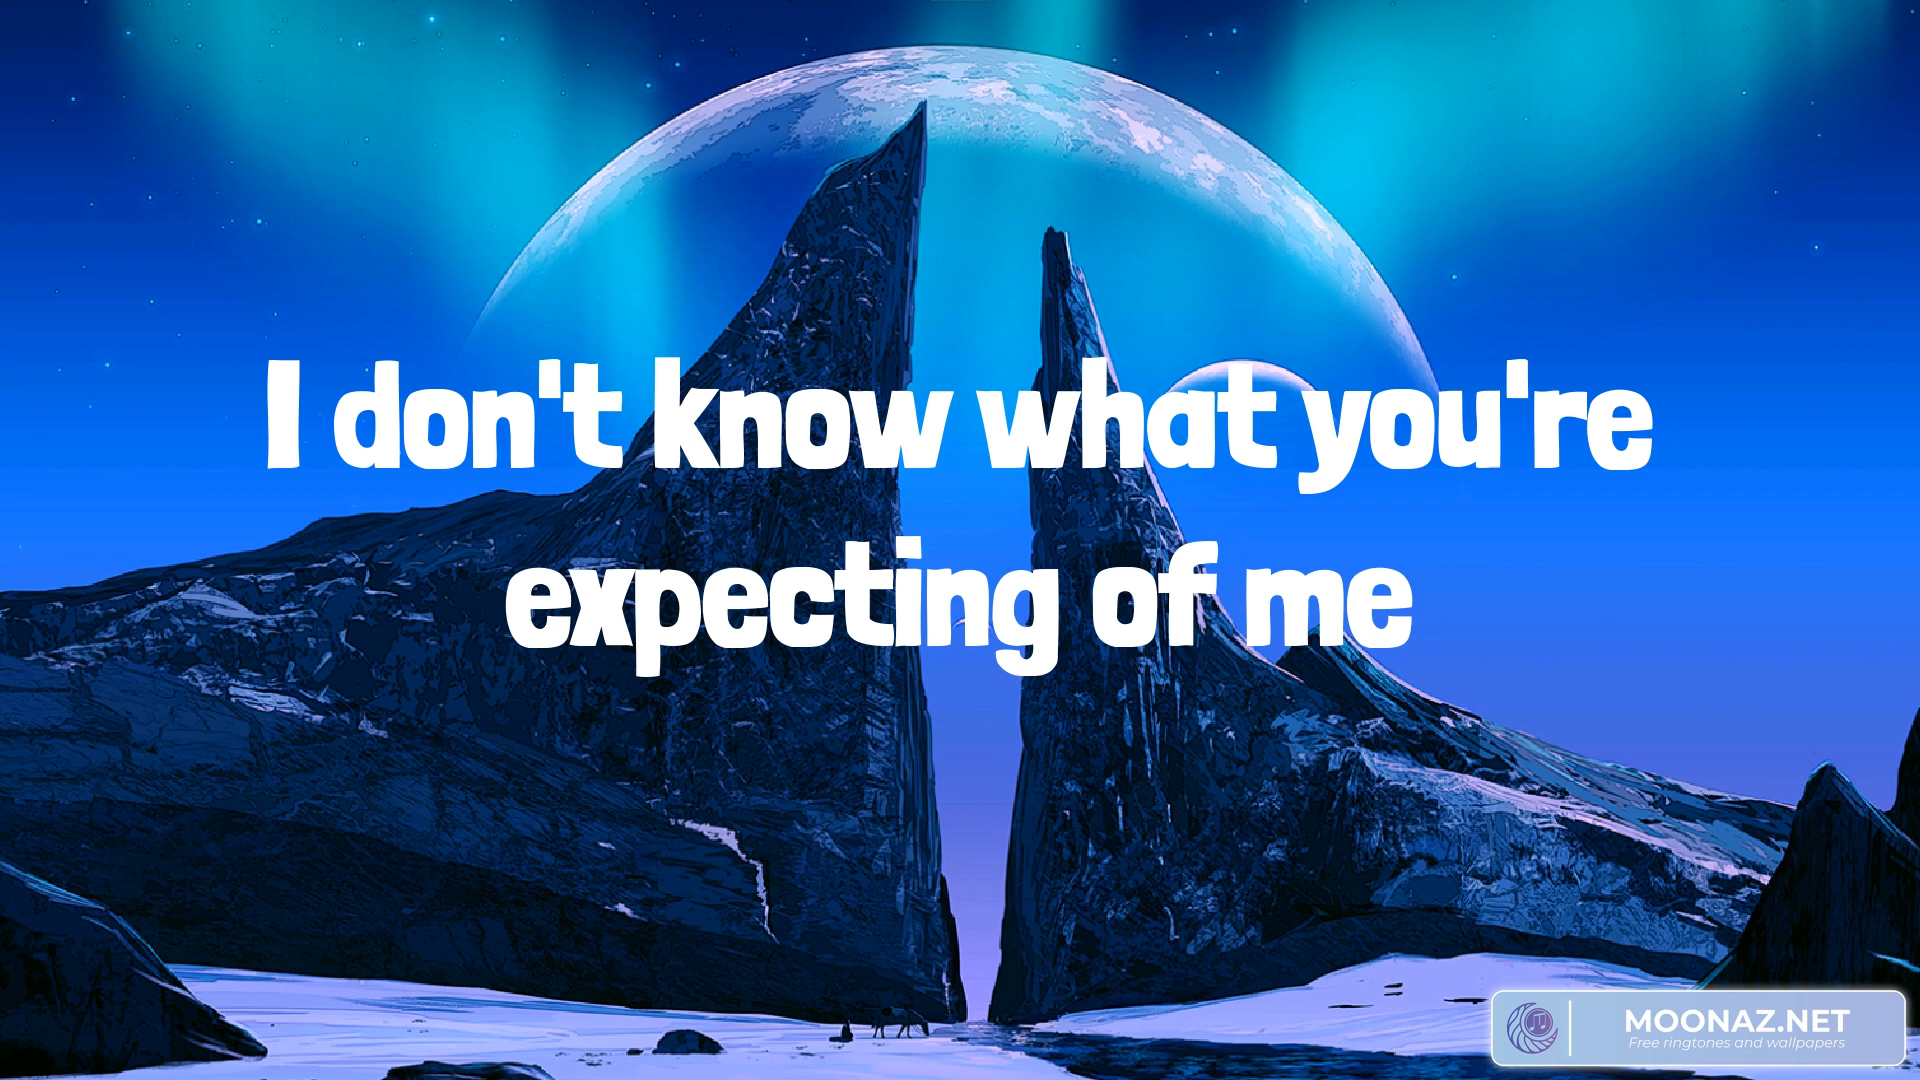 I don't know what you're
expecting of me
MOONAZ.NET
Free ringtones and wallpapers